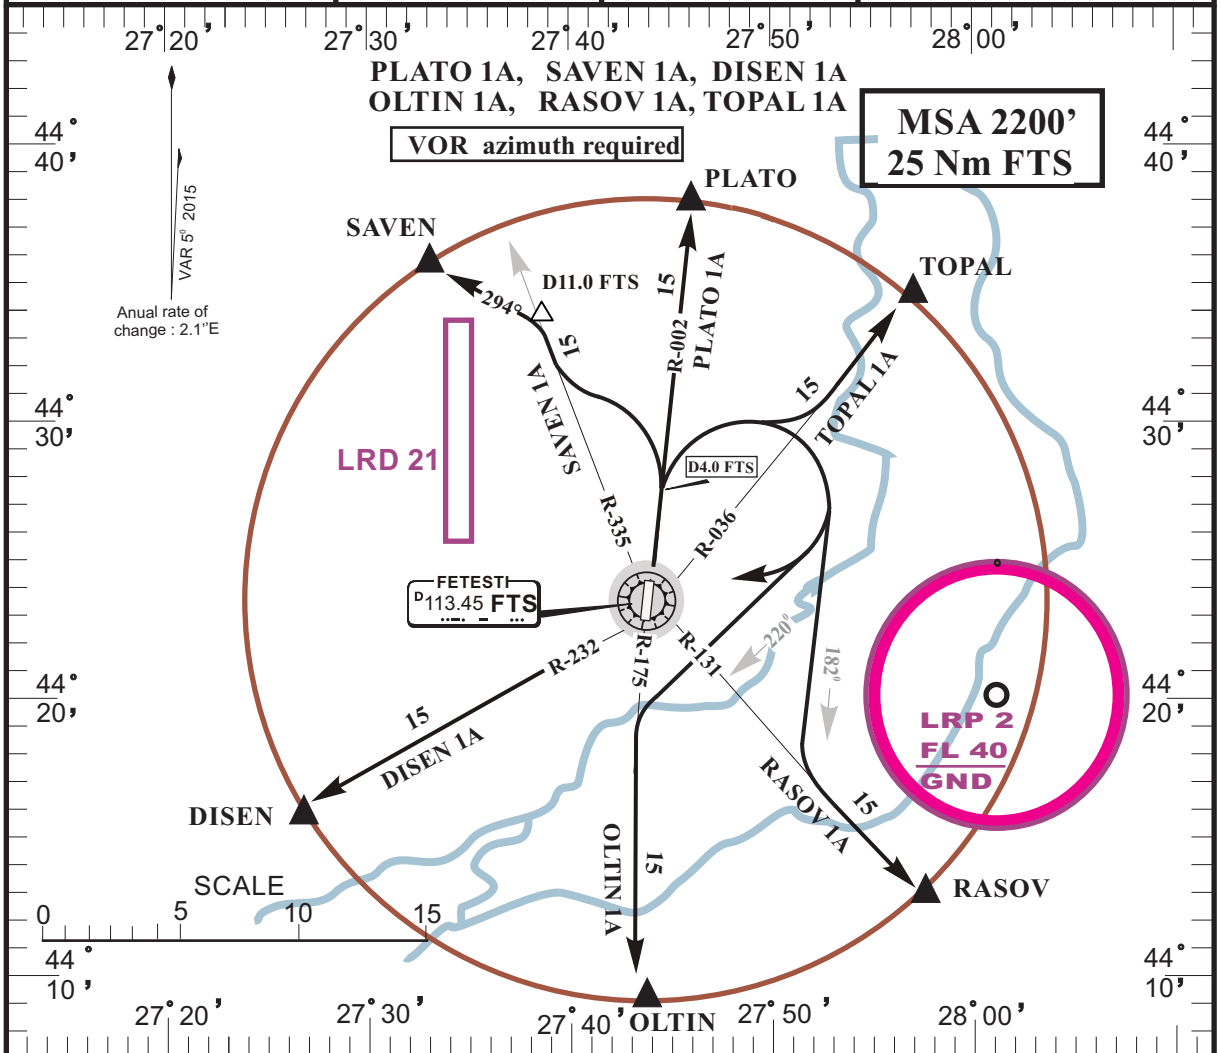 27° 20'
27° 30'
27° 40'
27° 50'
28° 00'
PLATO 1A, SAVEN 1A, DISEN 1A
OLTIN 1A, RASOV 1A, TOPAL 1A
VOR azimuth required
MSA 2200’
25 Nm FTS
44°
40'
44°
40'
VAR 5⁰ 2015
Anual rate of
change : 2.1'’E
PLATO
SAVEN
TOPAL
D11.0 FTS
294°
15
SAVEN 1A
15
R-002
PLATO 1A
15
TOPAL 1A
44°
30'
44°
30'
LRD 21
D4.0 FTS
R-335
R-036
FETESTI
D113.45 FTS
R-232
R-175
R-131
220⁰
182⁰
44°
20'
44°
20'
LRP 2
FL 40
GND
15
DISEN 1A
DISEN
RASOV 1A
15
OLTIN 1A
15
RASOV
SCALE
0 5 10 15
44°
10'
44°
10'
OLTIN
27° 20'
27° 30'
27° 40'
27° 50'
28° 00'